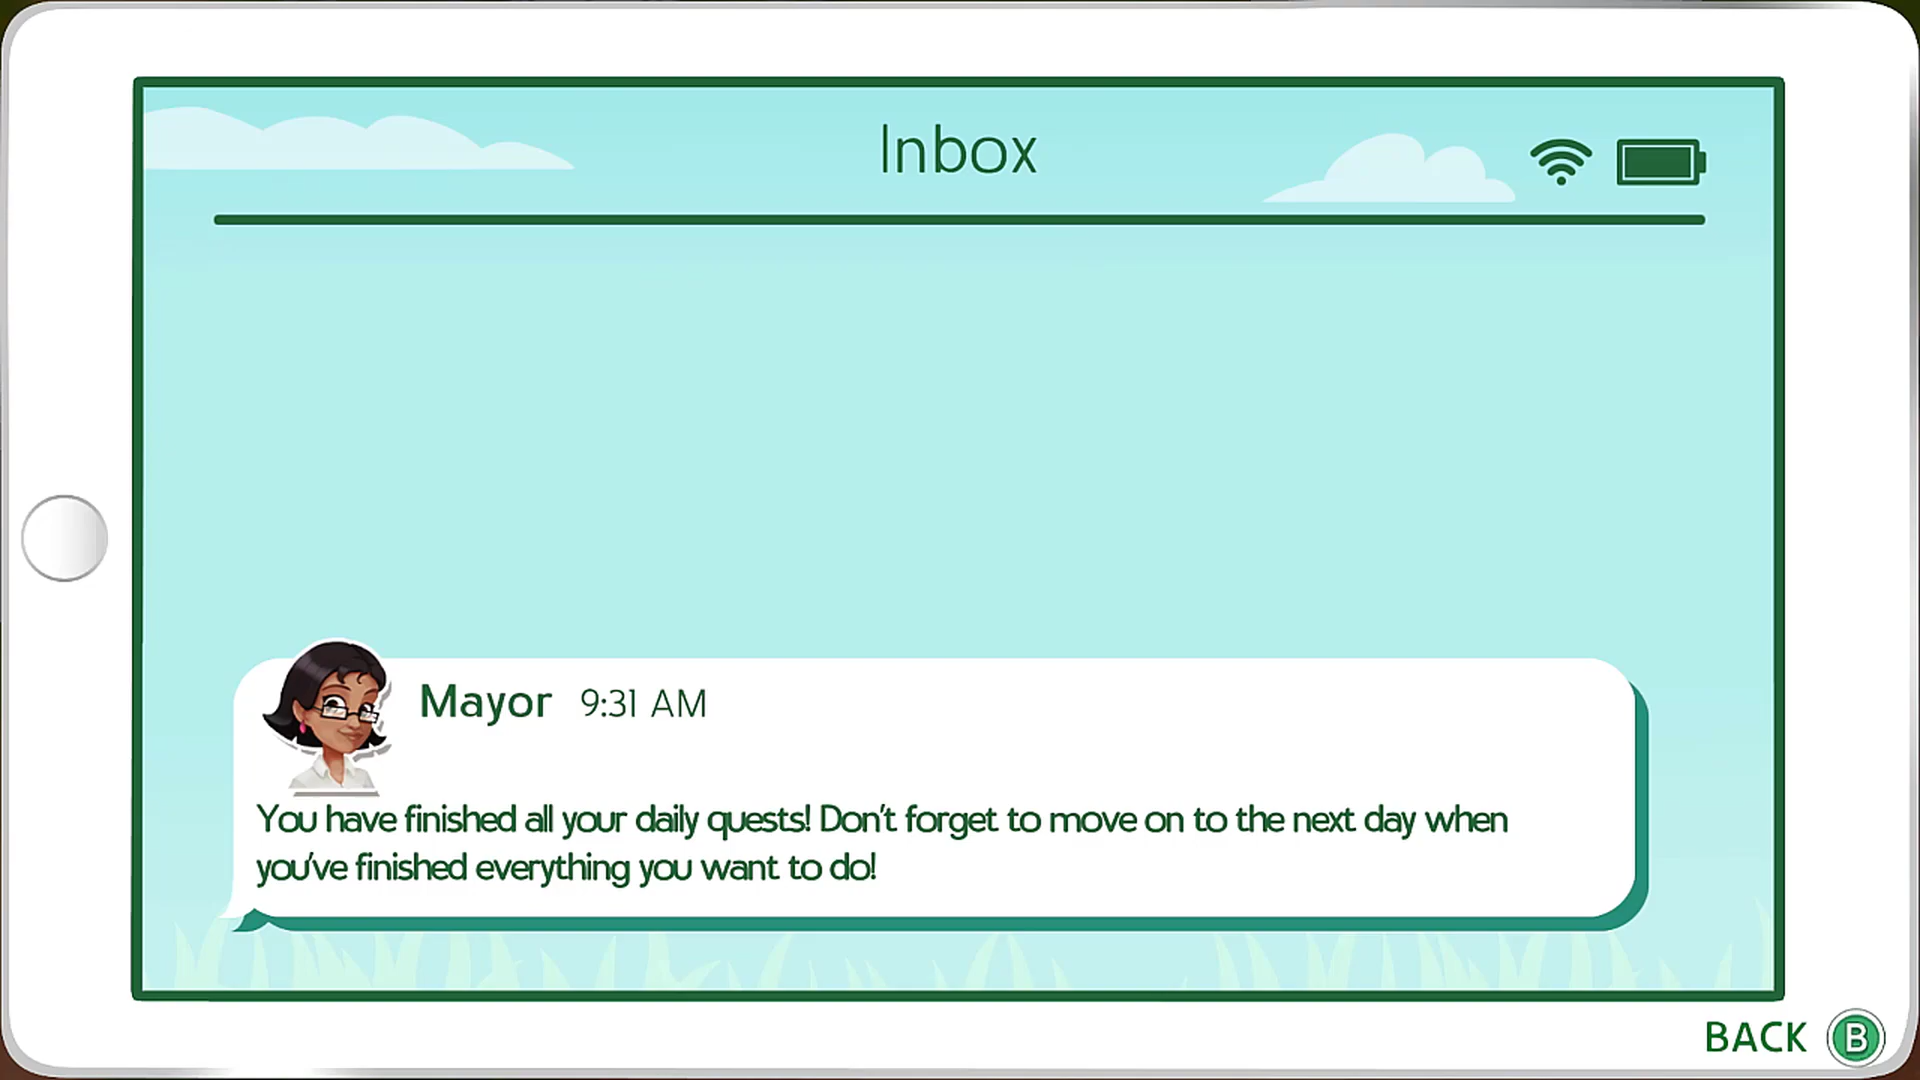 Inbox
Mayor 9:31 AM
You have finished all your daily quests! Don't forget to move on to the next day when
you've finished everything you want to do!
BACK B